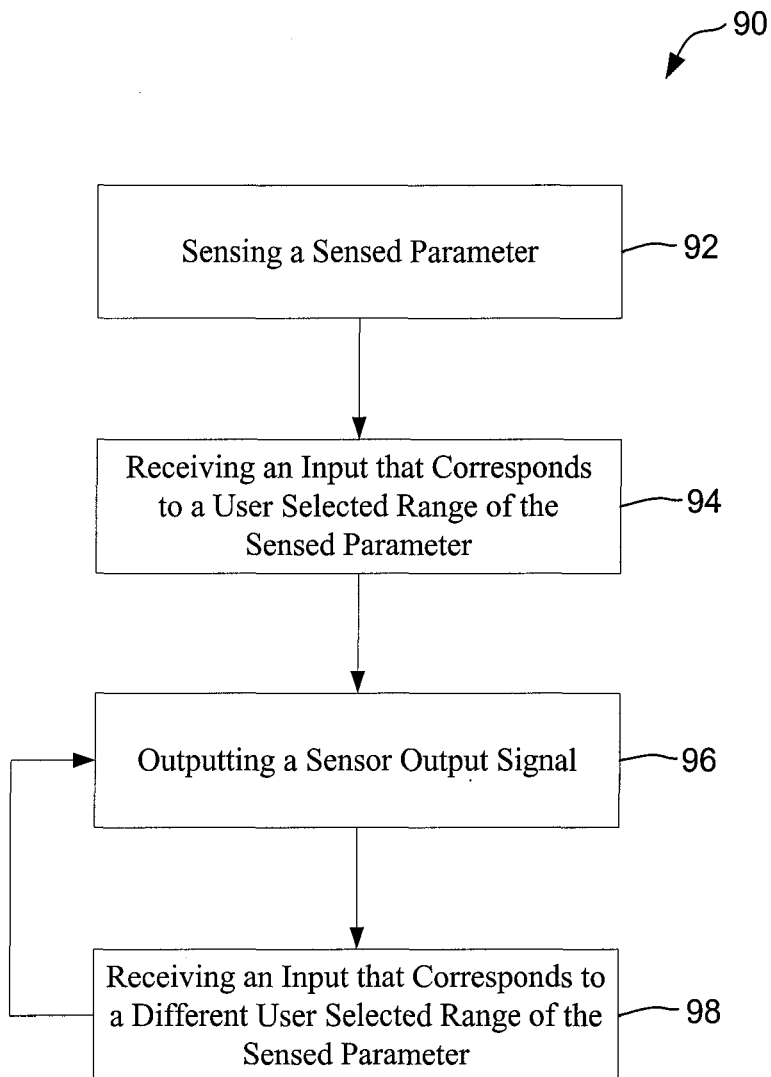 90
Sensing a Sensed Parameter
92
Receiving an Input that Corresponds
to a User Selected Range of the
Sensed Parameter
94
Outputting a Sensor Output Signal
96
Receiving an Input that Corresponds to
a Different User Selected Range of the
Sensed Parameter
98